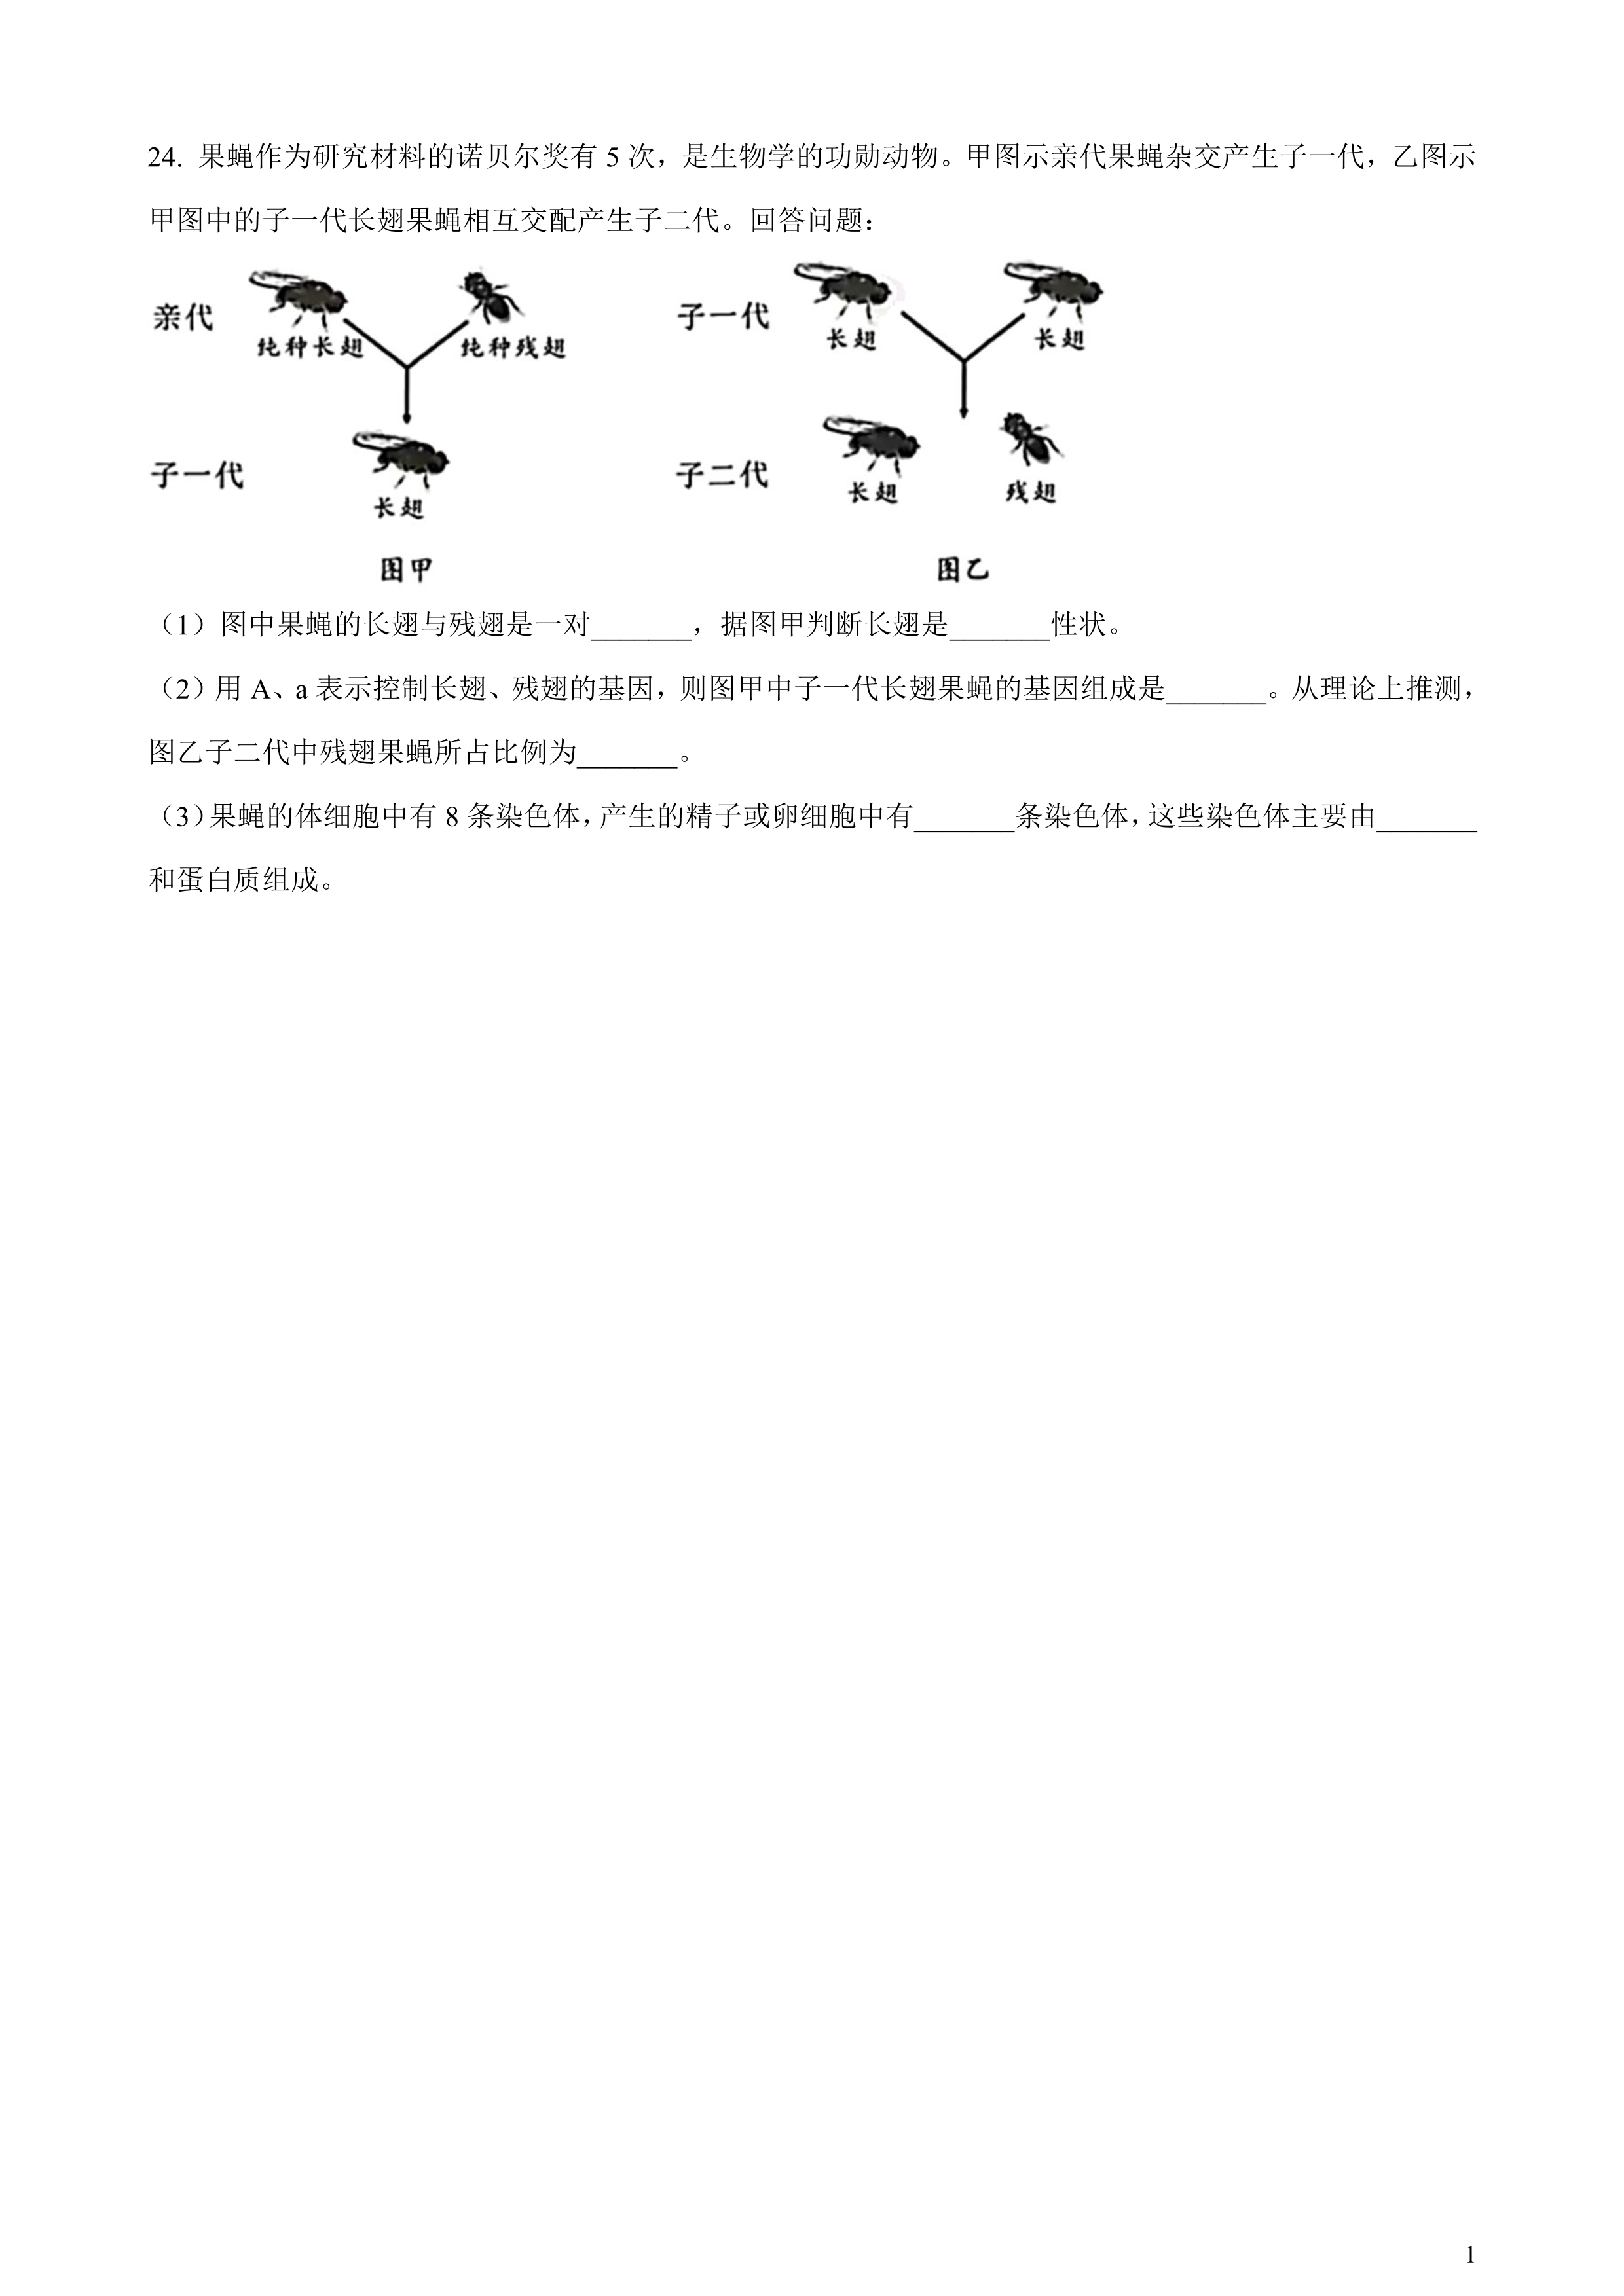 24. 果蝇作为研究材料的诺贝尔奖有 5 次，是生物学的功勋动物。甲图示亲代果蝇杂交产生子一代，乙图示
甲图中的子一代长翅果蝇相互交配产生子二代。回答问题：
亲代
纯种长翅
纯种残翅
子一代
长翅
图甲
子一代
长翅
长翅
子二代
长翅
残翅
图乙
（1）图中果蝇的长翅与残翅是一对_______，据图甲判断长翅是_______性状。
（2）用 A、a 表示控制长翅、残翅的基因，则图甲中子一代长翅果蝇的基因组成是_______。从理论上推测，
图乙子二代中残翅果蝇所占比例为_______。
（3）果蝇的体细胞中有 8 条染色体，产生的精子或卵细胞中有_______条染色体，这些染色体主要由_______
和蛋白质组成。
1